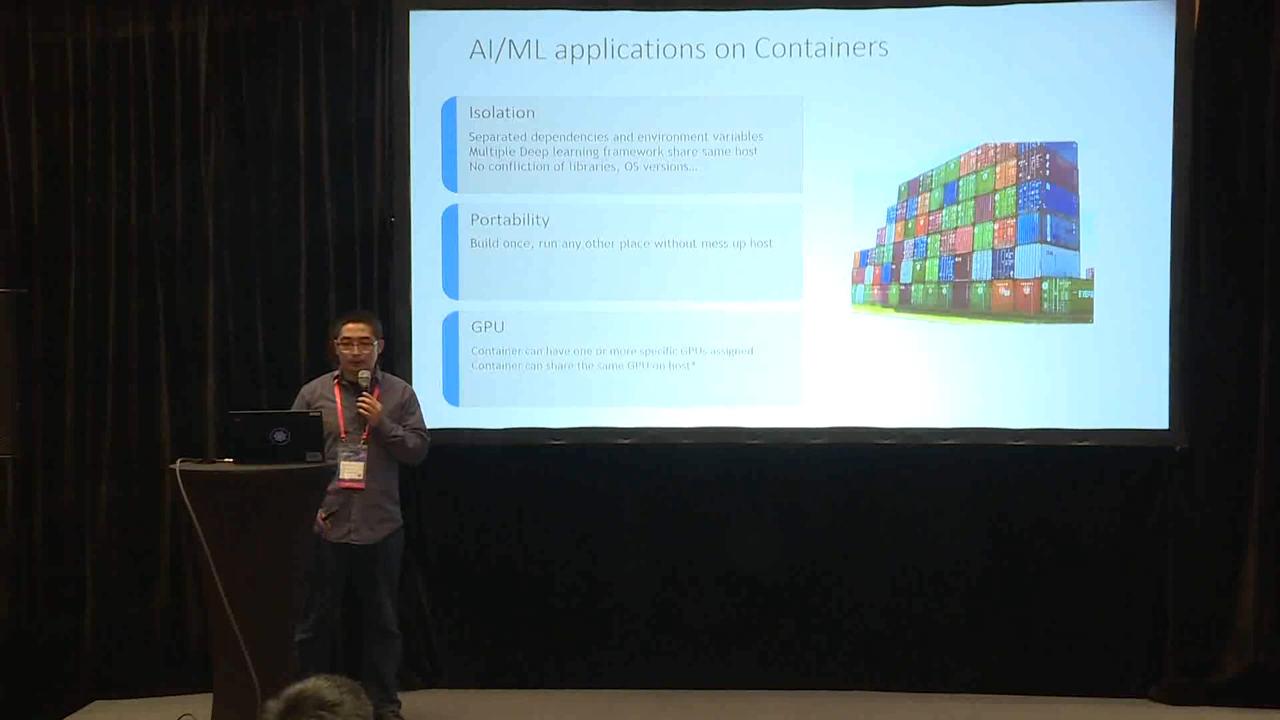 AI/ML applications on Containers
Isolation
Separated dependencies and environment variables
Multiple Deep learning framework share same host
No confliction of libraries, OS versions...
Portability
Build once, run any other place without mess up host
GPU
Container can have one or more specific GPUs assigned
Container can share the same GPU on host*